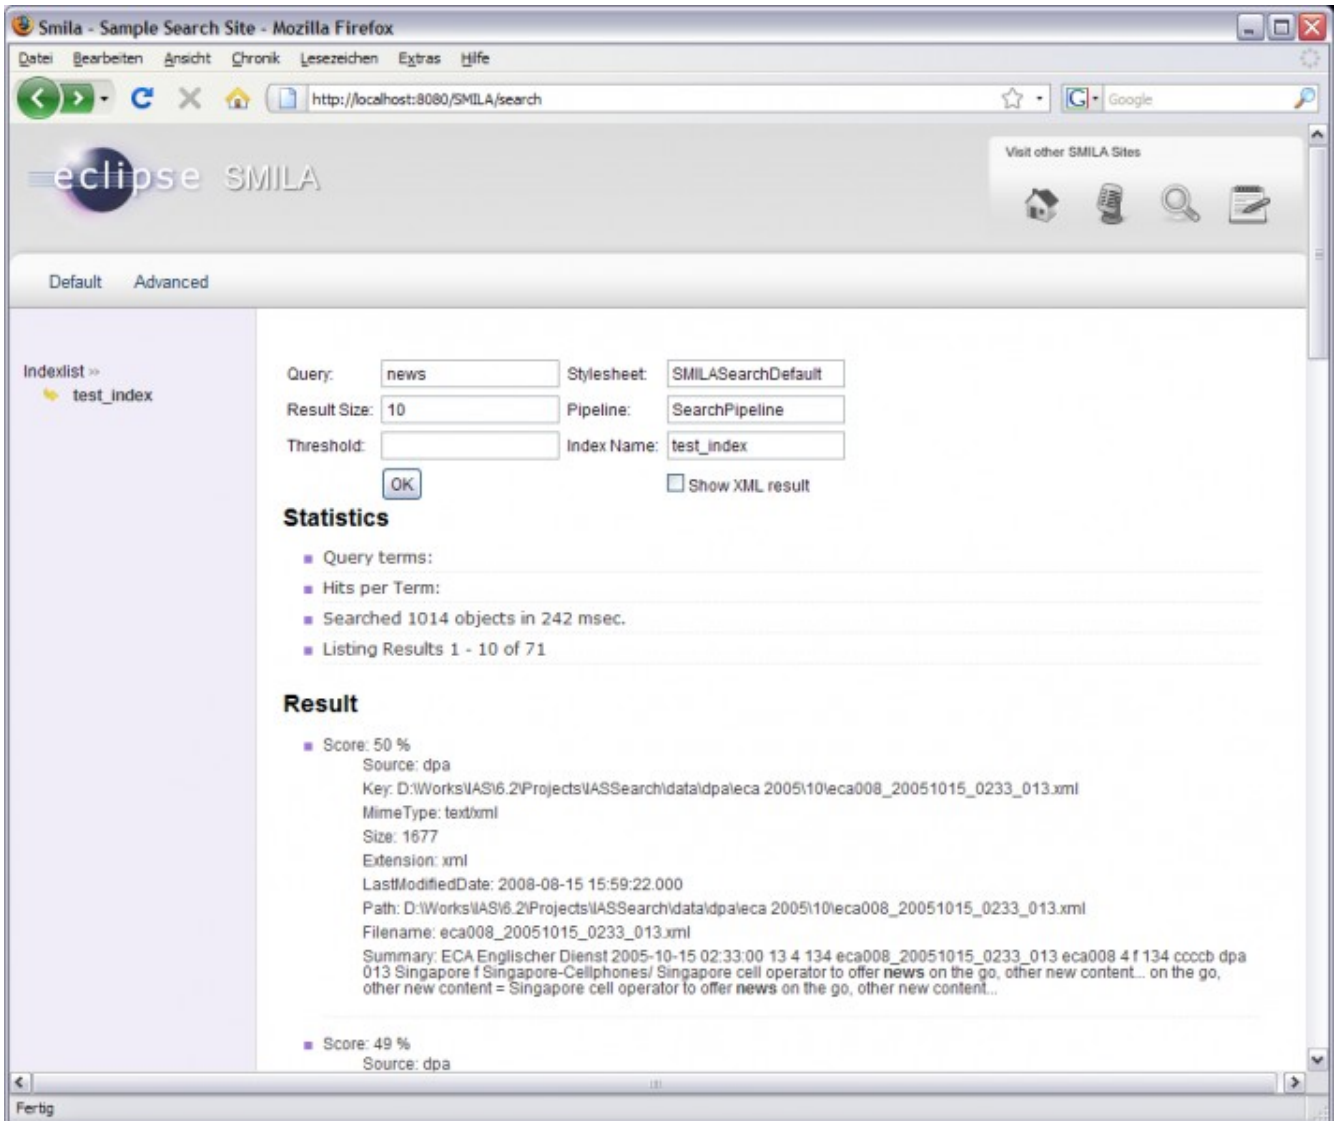 Smila - Sample Search Site - Mozilla Firefox
Datei Bearbeiten Ansicht Chronik Lesezeichen Extras Hilfe
http://localhost:8080/SMILA/search
G Google
eclipse SMILA
Visit other SMILA Sites
Default Advanced
Indexlist »
test_index
Query: news Stylesheet: SMILASearchDefault
Result Size: 10 Pipeline: SearchPipeline
Threshold: Index Name: test_index
OK Show XML result
Statistics
Query terms:
Hits per Term:
Searched 1014 objects in 242 msec.
Listing Results 1 - 10 of 71
Result
Score: 50 %
Source: dpa
Key: D:\Works\IAS\6.2\Projects\IASSearch\data\dpa\eca 2005\10\eca008_20051015_0233_013.xml
MimeType: text/xml
Size: 1677
Extension: xml
LastModifiedDate: 2008-08-15 15:59:22.000
Path: D:\Works\IAS\6.2\Projects\IASSearch\data\dpa\eca 2005\10\eca008_20051015_0233_013.xml
Filename: eca008_20051015_0233_013.xml
Summary: ECA Englischer Dienst 2005-10-15 02:33:00 13 4 134 eca008_20051015_0233_013 eca008 4 f 134 ccccb dpa
013 Singapore f Singapore-Cellphones/ Singapore cell operator to offer news on the go, other new content... on the go,
other new content = Singapore cell operator to offer news on the go, other new content...
Score: 49 %
Source: dpa
Fertig